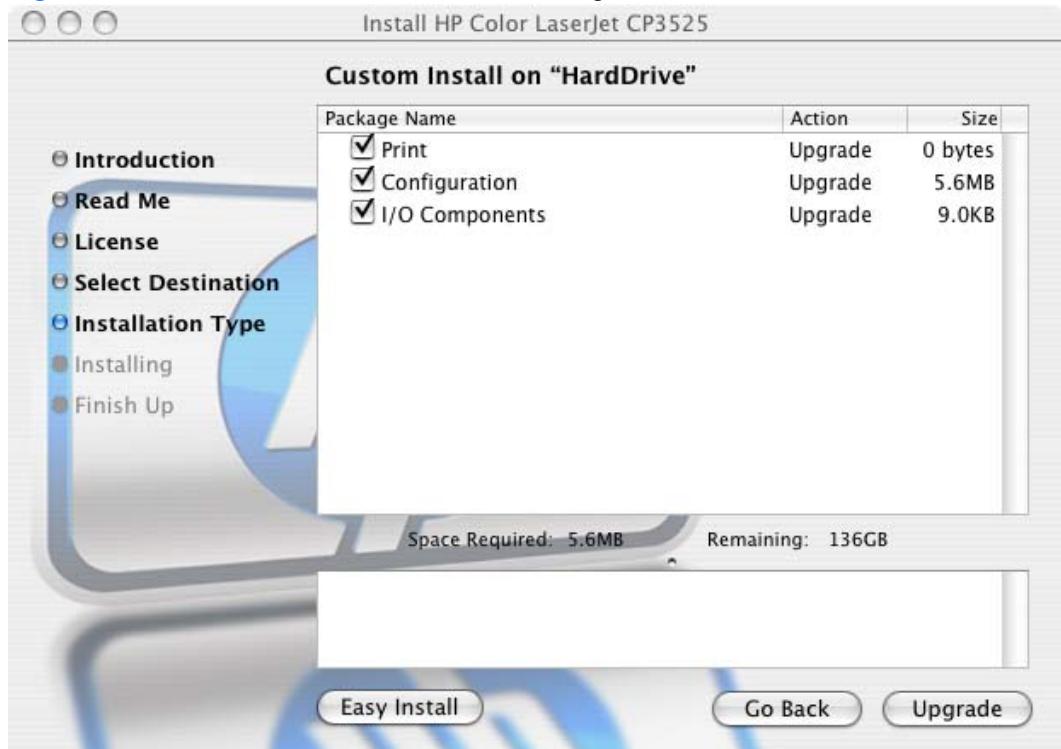 Install HP Color LaserJet CP3525
Custom Install on “HardDrive”
Introduction
Read Me
License
Select Destination
Installation Type
Installing
Finish Up
Package Name Action Size
Print Upgrade 0 bytes
Configuration Upgrade 5.6MB
I/O Components Upgrade 9.0KB
Space Required: 5.6MB Remaining: 136GB
Easy Install Go Back Upgrade